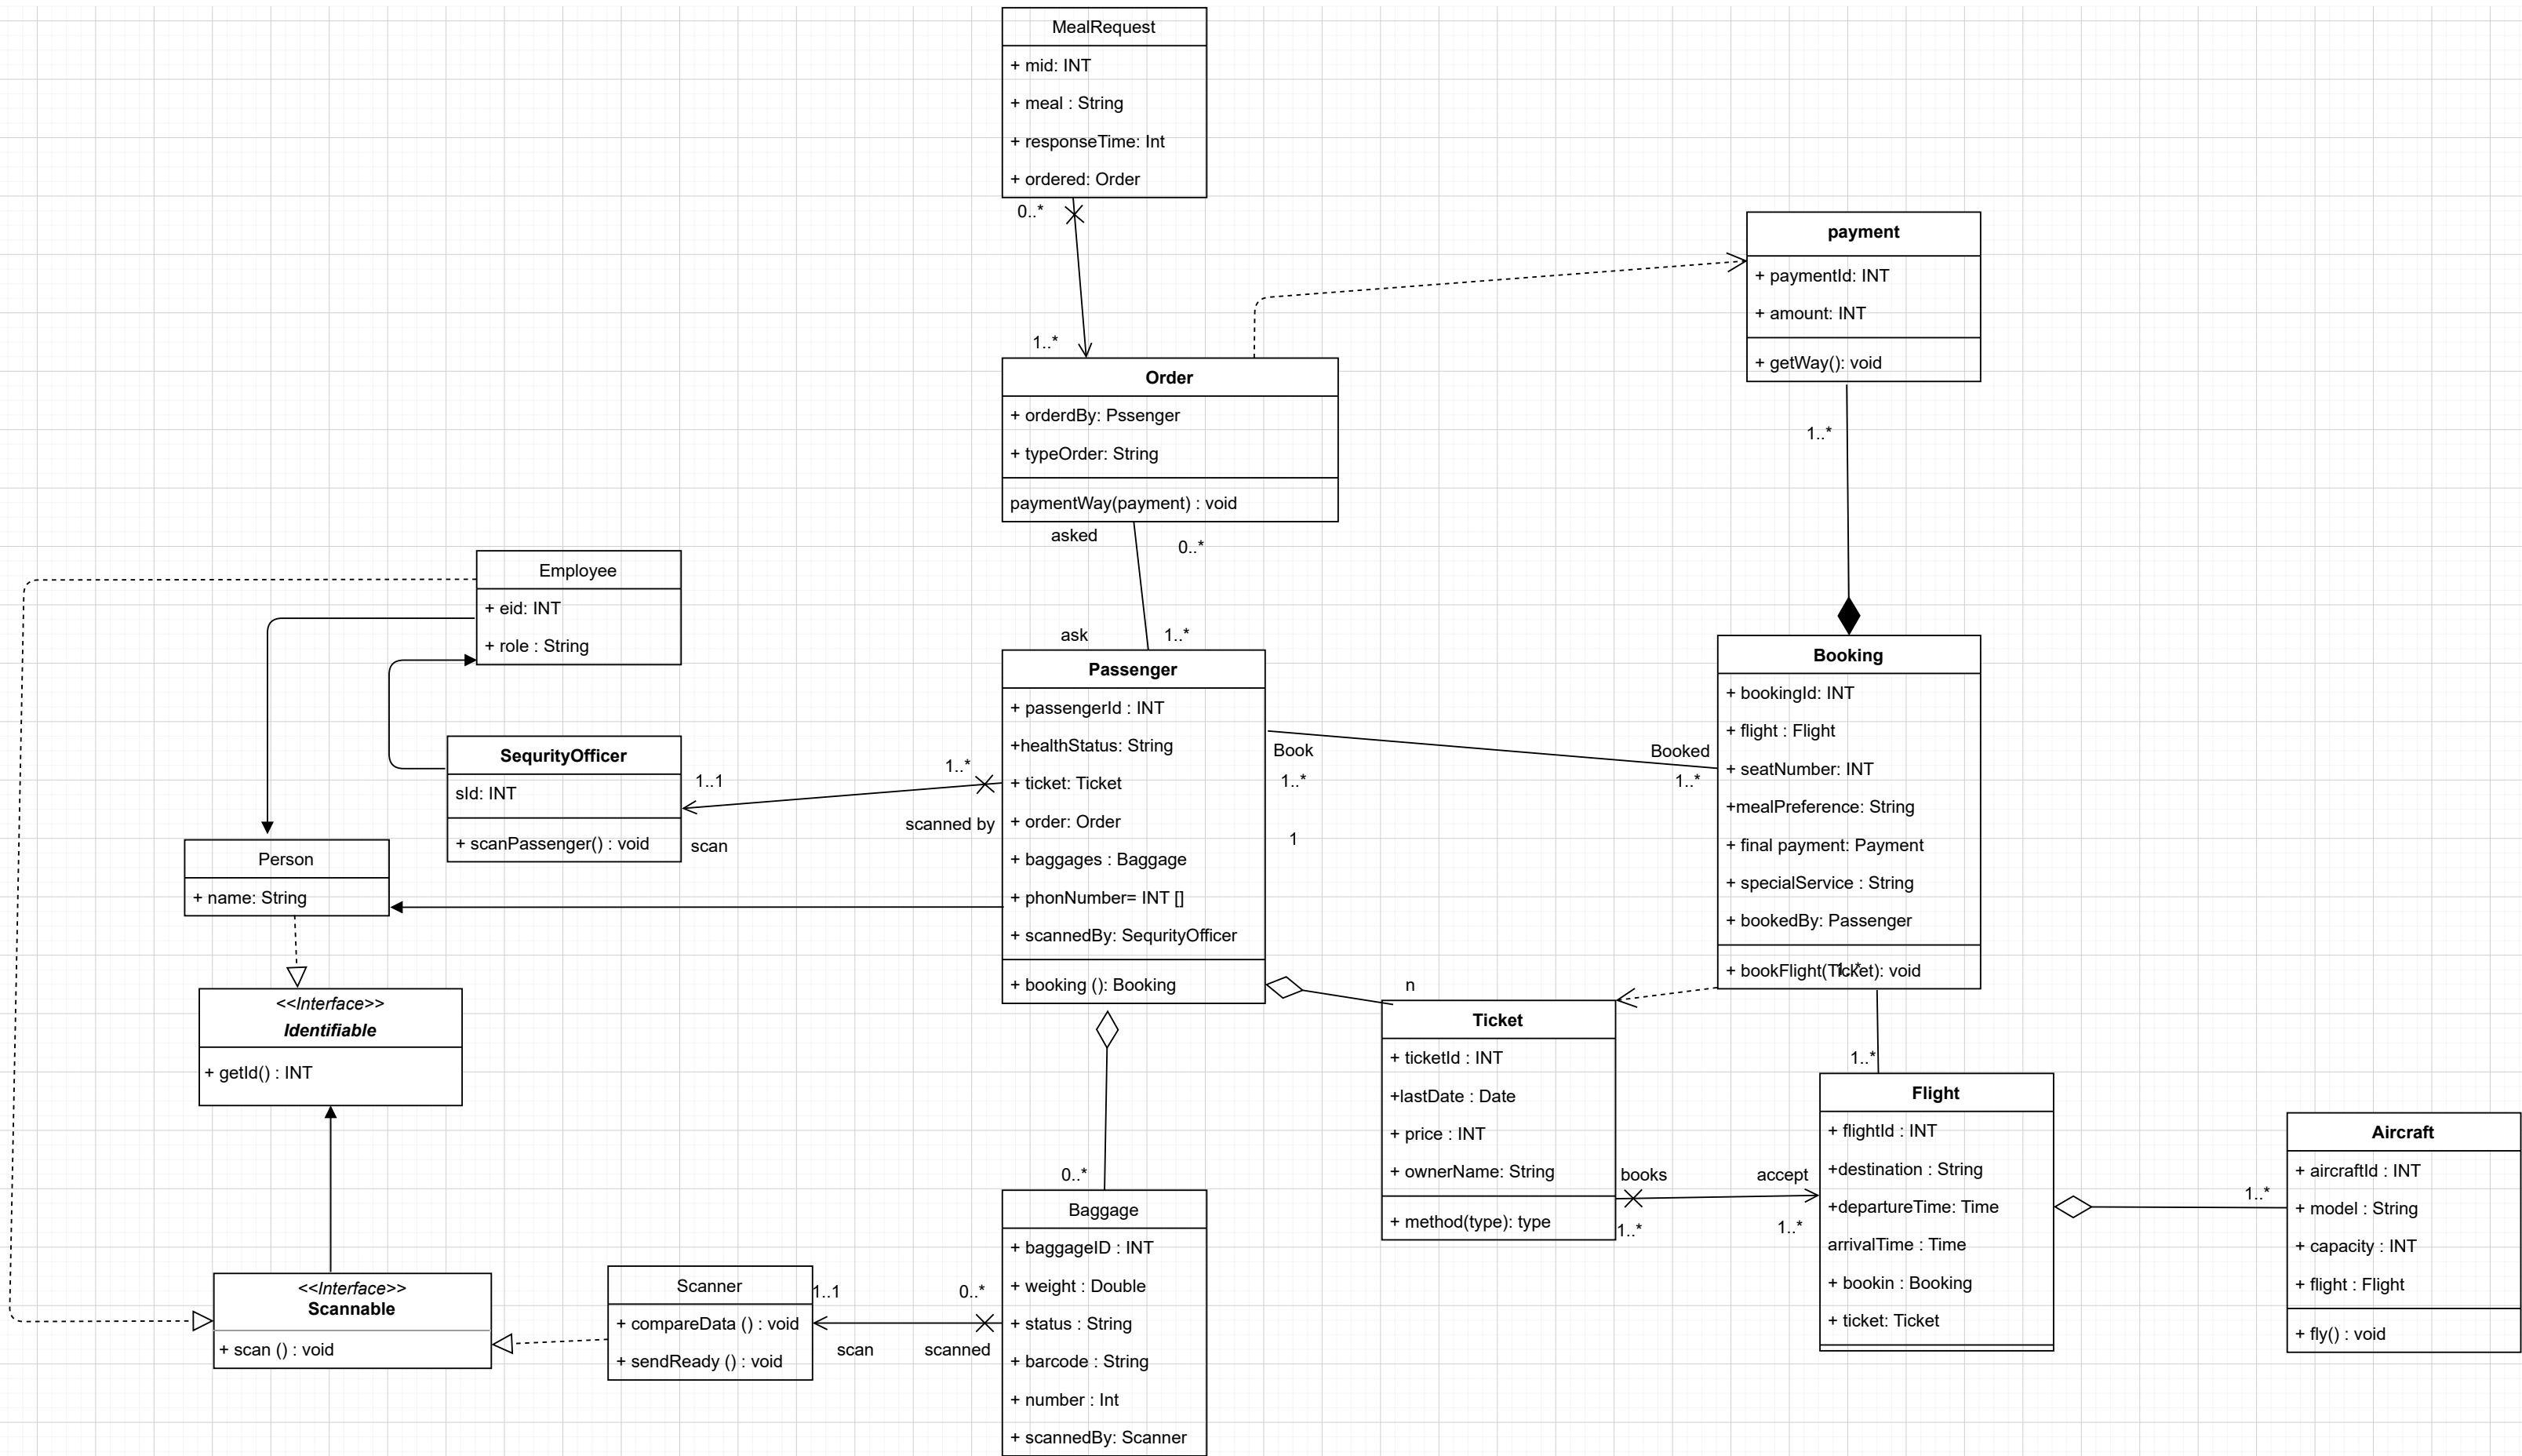 MealRequest
+ mid: INT
+ meal : String
+ responseTime: Int
+ ordered: Order
0..*
1..*
payment
+ paymentId: INT
+ amount: INT
+ getWay(): void
1..*
Order
+ orderdBy: Pssenger
+ typeOrder: String
paymentWay(payment) : void
asked
0..*
ask
1..*
Employee
+ eid: INT
+ role : String
SequrityOfficer
sId: INT
+ scanPassenger() : void
1..1
scan
1..*
scanned by
Passenger
+ passengerId : INT
+healthStatus: String
+ ticket: Ticket
+ order: Order
+ baggages : Baggage
+ phonNumber= INT []
+ scannedBy: SequrityOfficer
+ booking (): Booking
Book
1..*
1
Booked
1..*
Booking
+ bookingId: INT
+ flight : Flight
+ seatNumber: INT
+mealPreference: String
+ final payment: Payment
+ specialService : String
+ bookedBy: Passenger
+ bookFlight(Ticket): void
1..*
1..*
Person
+ name: String
<<Interface>>
Identifiable
+ getId() : INT
n
Ticket
+ ticketId : INT
+lastDate : Date
+ price : INT
+ ownerName: String
+ method(type): type
books
1..*
accept
1..*
Flight
+ flightId : INT
+destination : String
+departureTime: Time
arrivalTime : Time
+ bookin : Booking
+ ticket: Ticket
1..*
Aircraft
+ aircraftId : INT
+ model : String
+ capacity : INT
+ flight : Flight
+ fly() : void
0..*
Baggage
+ baggageID : INT
+ weight : Double
+ status : String
+ barcode : String
+ number : Int
+ scannedBy: Scanner
<<Interface>>
Scannable
+ scan () : void
Scanner
+ compareData () : void
+ sendReady () : void
1..1
scan
0..*
scanned